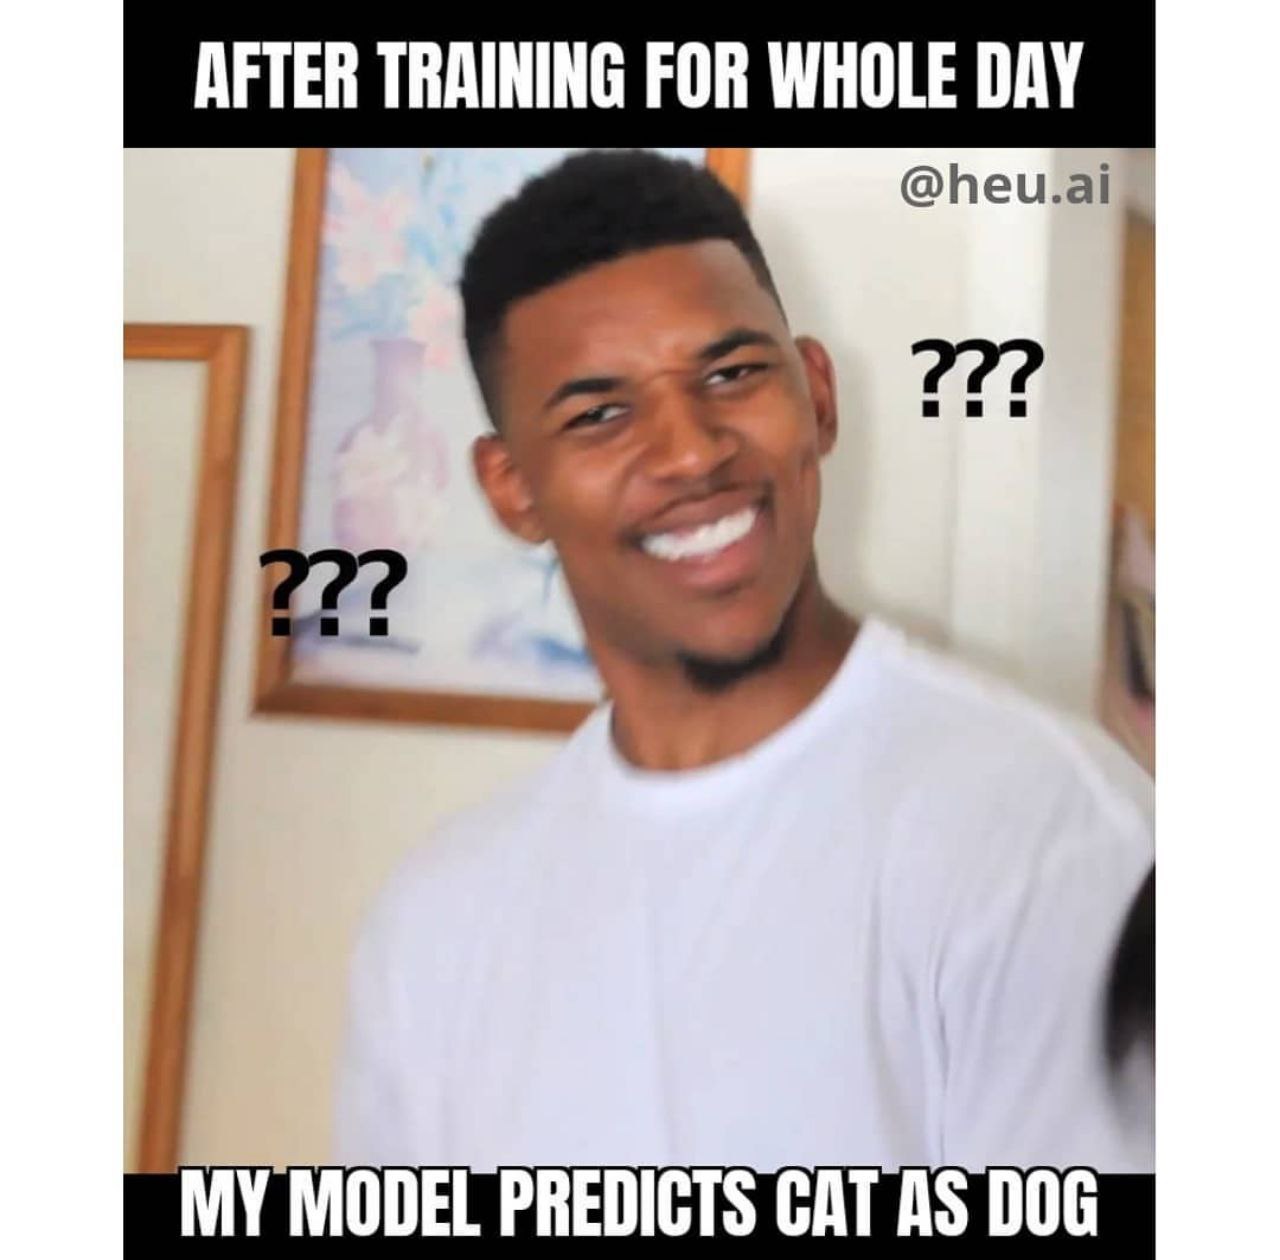 AFTER TRAINING FOR WHOLE DAY
@heu.ai
???
???
MY MODEL PREDICTS CAT AS DOG